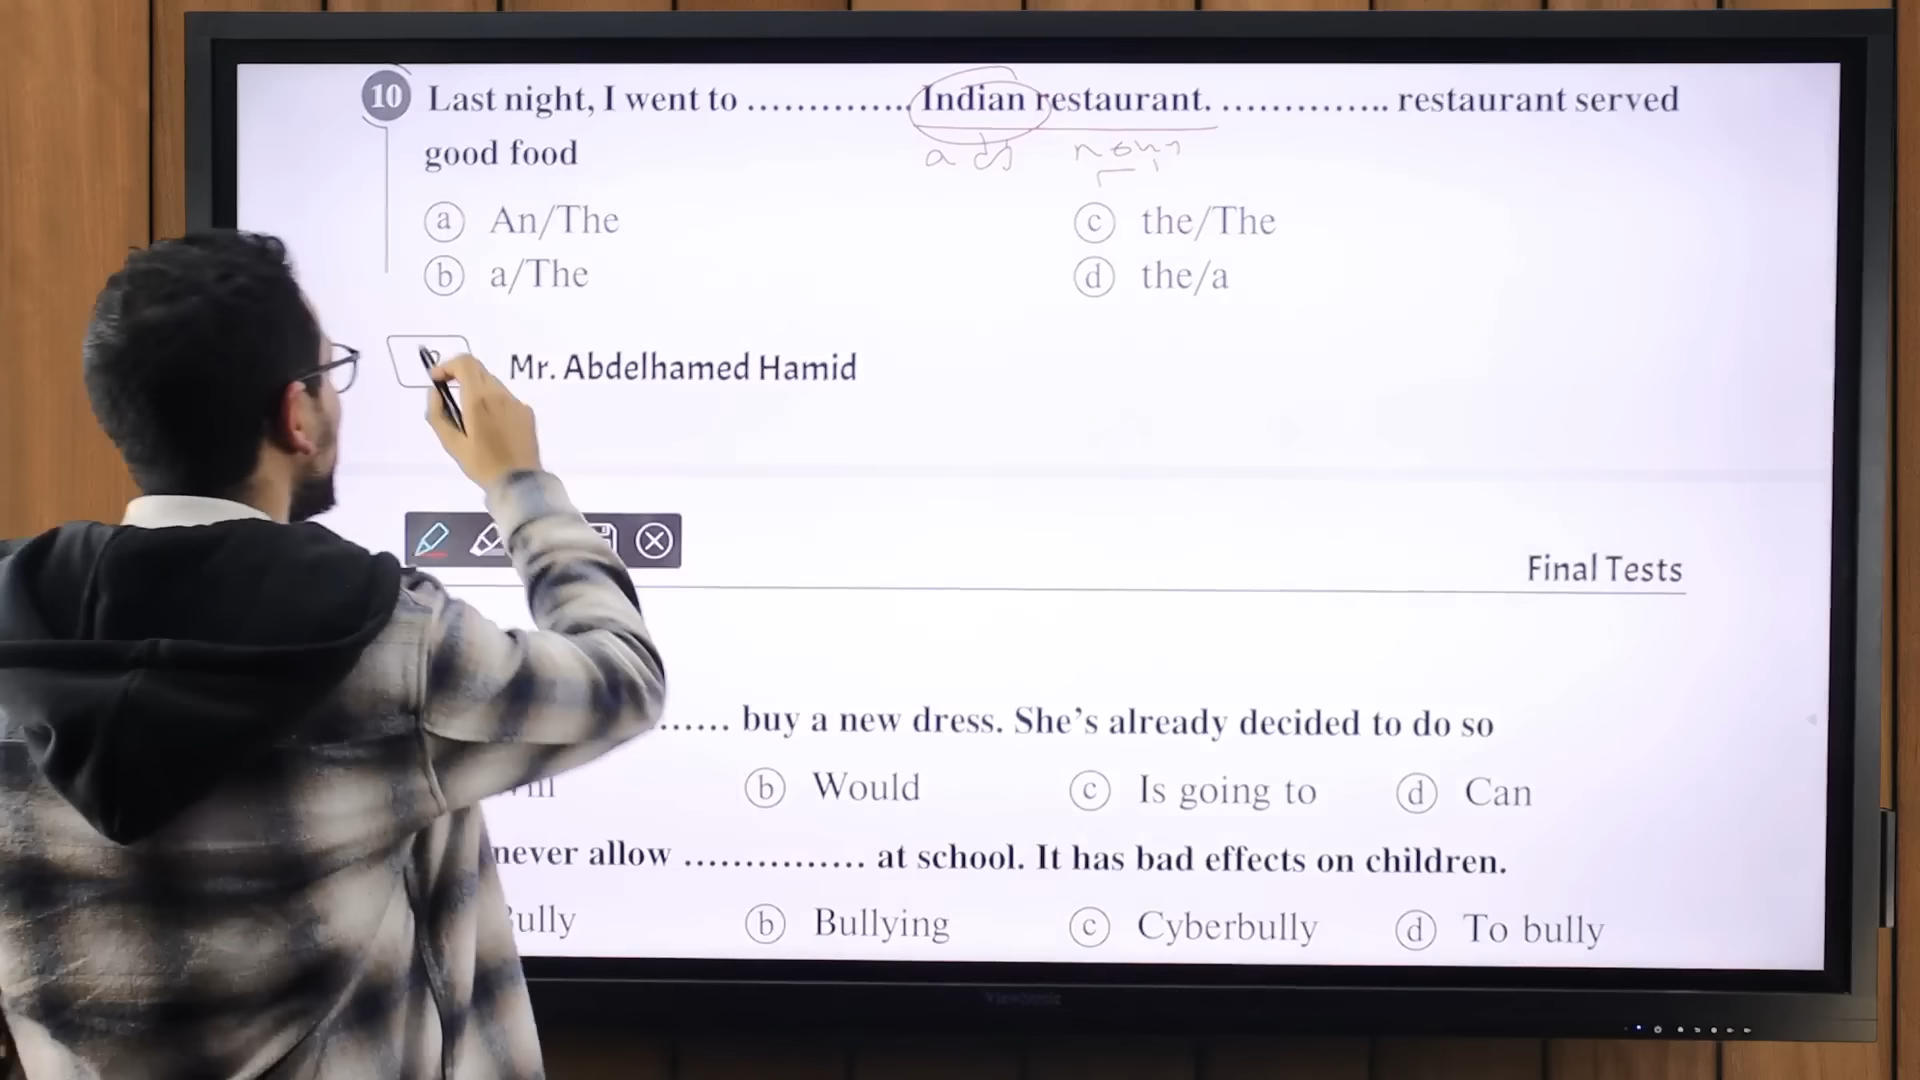 10 Last night, I went to .............. Indian restaurant. .............. restaurant served
good food
adj noun
a An/The c the/The
b a/The d the/a
Mr. Abdelhamed Hamid
Final Tests
...... buy a new dress. She's already decided to do so
b Would c Is going to d Can
never allow ............... at school. It has bad effects on children.
b Bullying c Cyberbully d To bully
ViewSonic